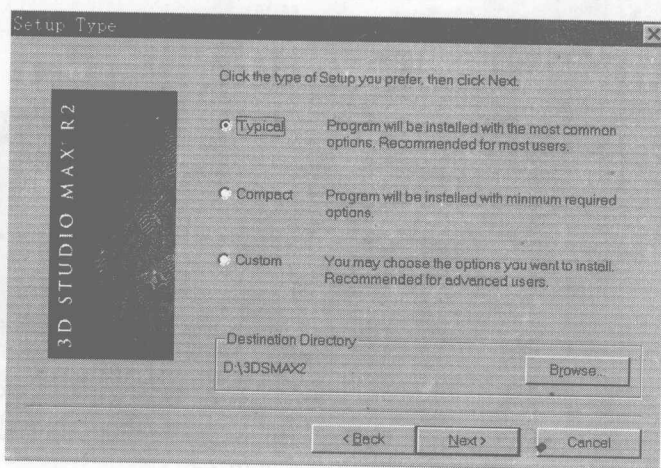 Setup Type
3D STUDIO MAX R2
Click the type of Setup you prefer, then click Next.
Typical
Program will be installed with the most common
options. Recommended for most users.
Compact
Program will be installed with minimum required
options.
Custom
You may choose the options you want to install.
Recommended for advanced users.
Destination Directory
D:\3DSMAX2
Browse...
< Back
Next >
Cancel